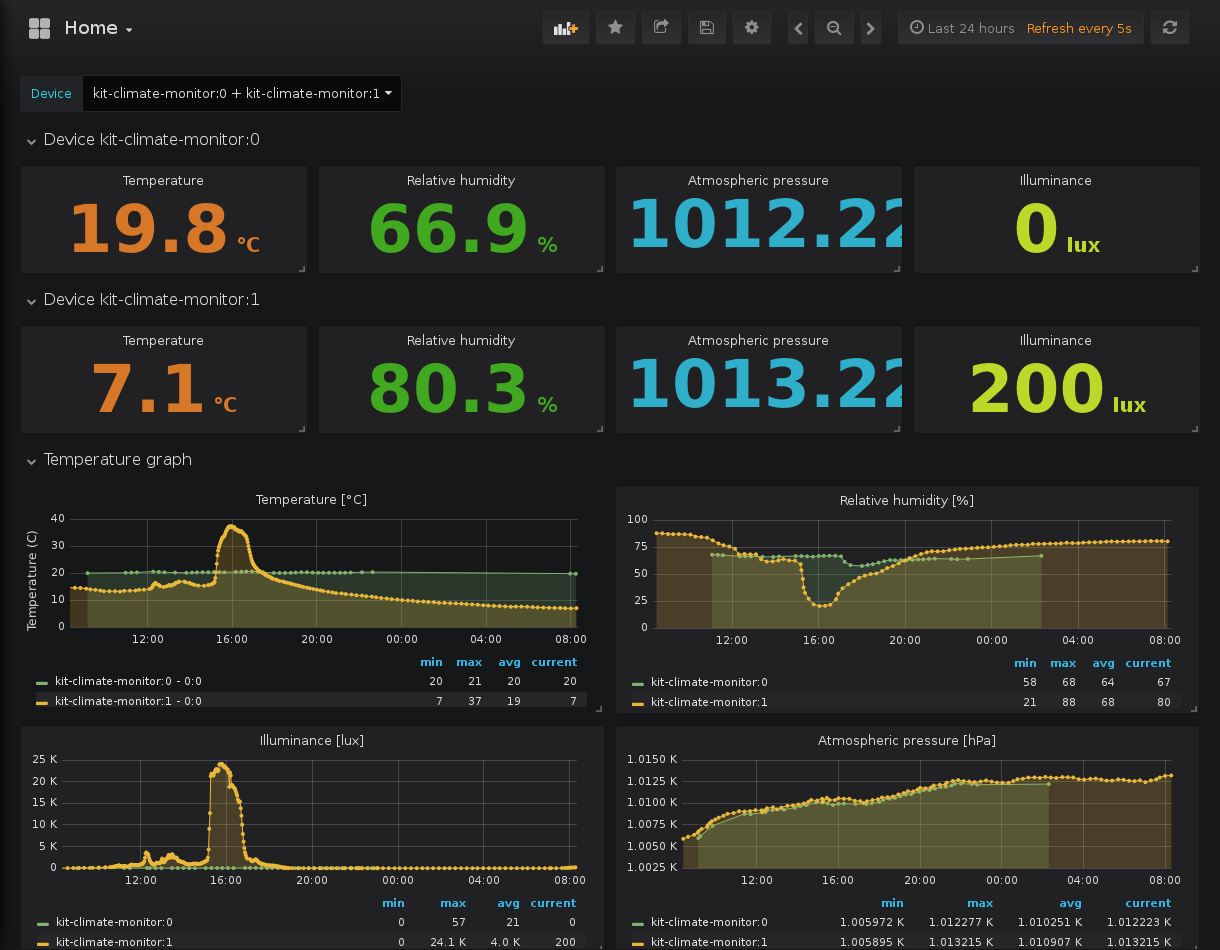 Home
Last 24 hours Refresh every 5s
Device kit-climate-monitor:0 + kit-climate-monitor:1
Device kit-climate-monitor:0
Temperature Relative humidity Atmospheric pressure Illuminance
19.8 °C 66.9 % 1012.22 0 lux
Device kit-climate-monitor:1
Temperature Relative humidity Atmospheric pressure Illuminance
7.1 °C 80.3 % 1013.22 200 lux
Temperature graph
Temperature [°C]
Temperature (C)
40
30
20
10
0
12:00 16:00 20:00 00:00 04:00 08:00
min max avg current
kit-climate-monitor:0 - 0:0 20 21 20 20
kit-climate-monitor:1 - 0:0 7 37 19 7
Relative humidity [%]
100
75
50
25
0
12:00 16:00 20:00 00:00 04:00 08:00
min max avg current
kit-climate-monitor:0 58 68 64 67
kit-climate-monitor:1 21 88 68 80
Illuminance [lux]
25 K
20 K
15 K
10 K
5 K
0
12:00 16:00 20:00 00:00 04:00 08:00
min max avg current
kit-climate-monitor:0 0 57 21 0
kit-climate-monitor:1 0 24.1 K 4.0 K 200
Atmospheric pressure [hPa]
1.0150 K
1.0125 K
1.0100 K
1.0075 K
1.0050 K
1.0025 K
12:00 16:00 20:00 00:00 04:00 08:00
min max avg current
kit-climate-monitor:0 1.005972 K 1.012277 K 1.010251 K 1.012223 K
kit-climate-monitor:1 1.005895 K 1.013215 K 1.010907 K 1.013215 K